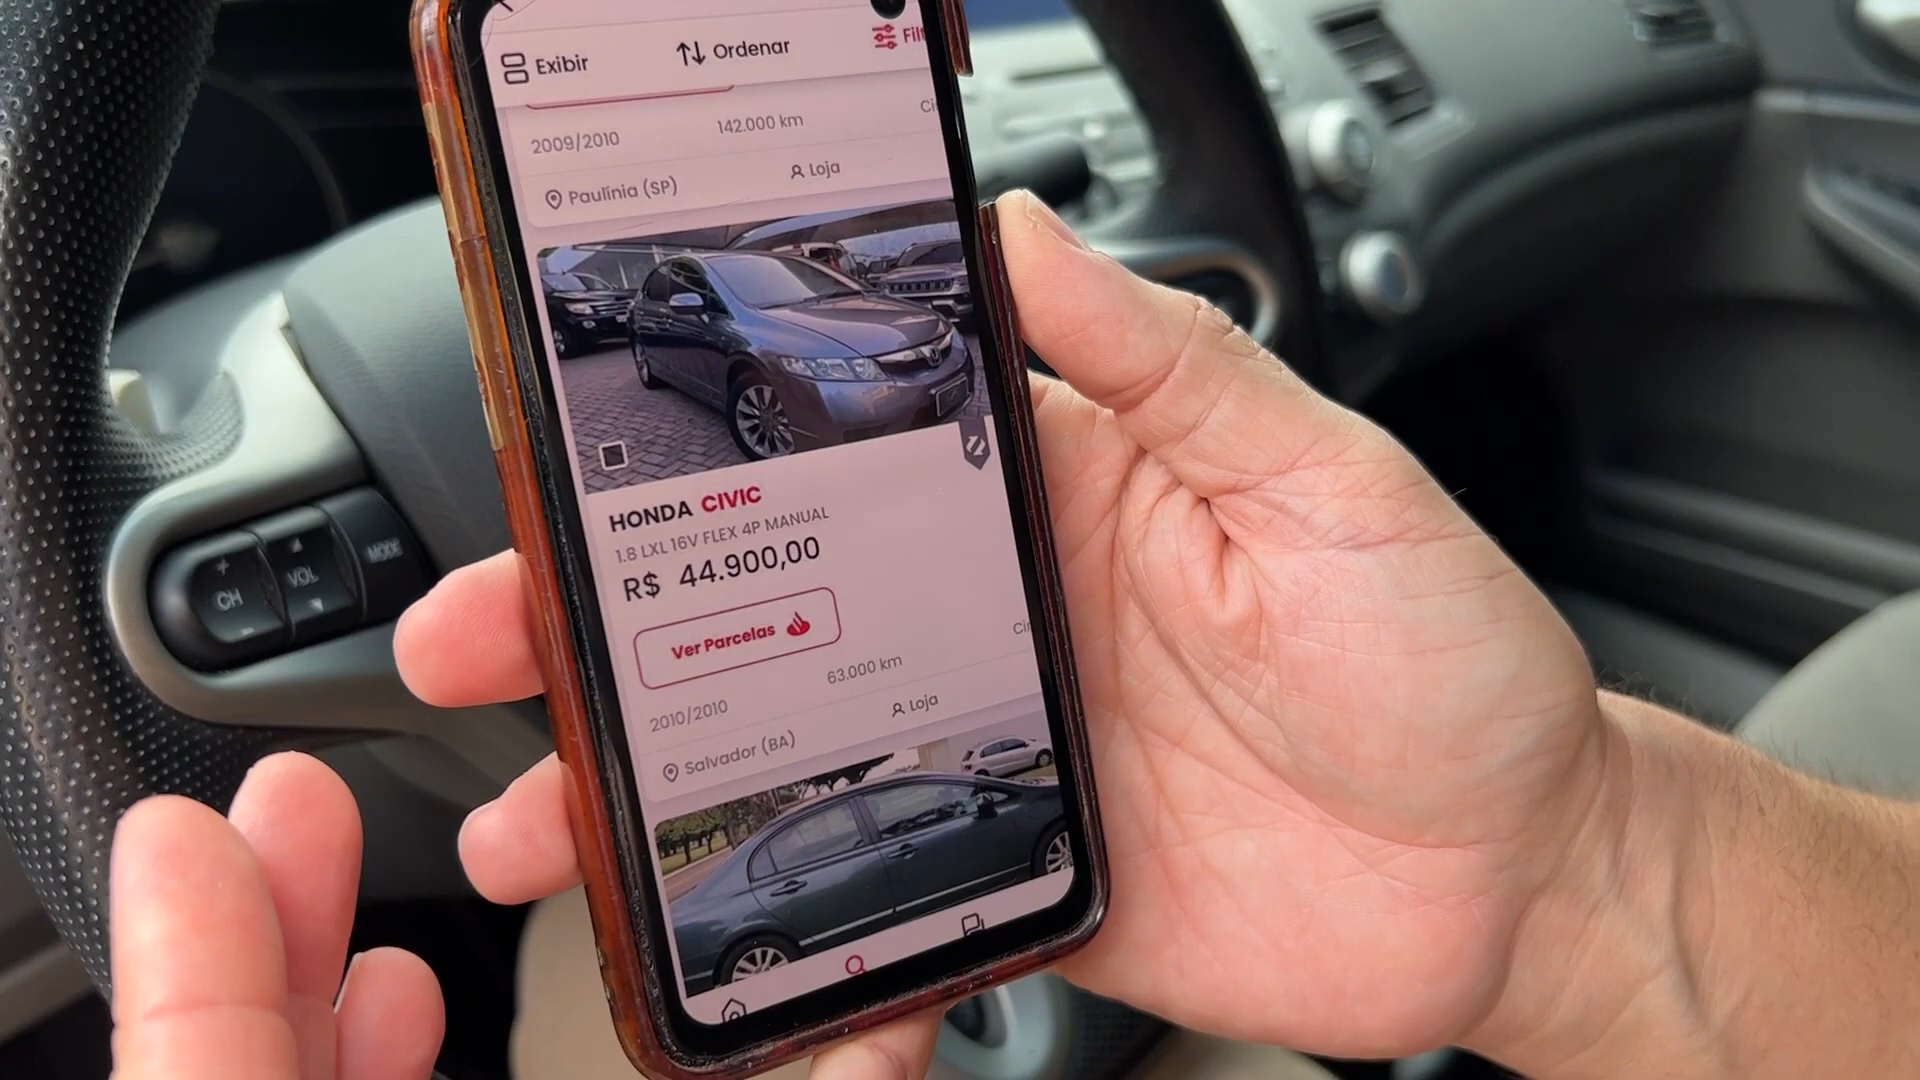 Exibir
Ordenar
2009/2010
142.000 km
Paulínia (SP)
Loja
HONDA CIVIC
1.8 LXL 16V FLEX 4P MANUAL
R$ 44.900,00
Ver Parcelas
2010/2010
63.000 km
Salvador (BA)
Loja
CH
VOL
MODE